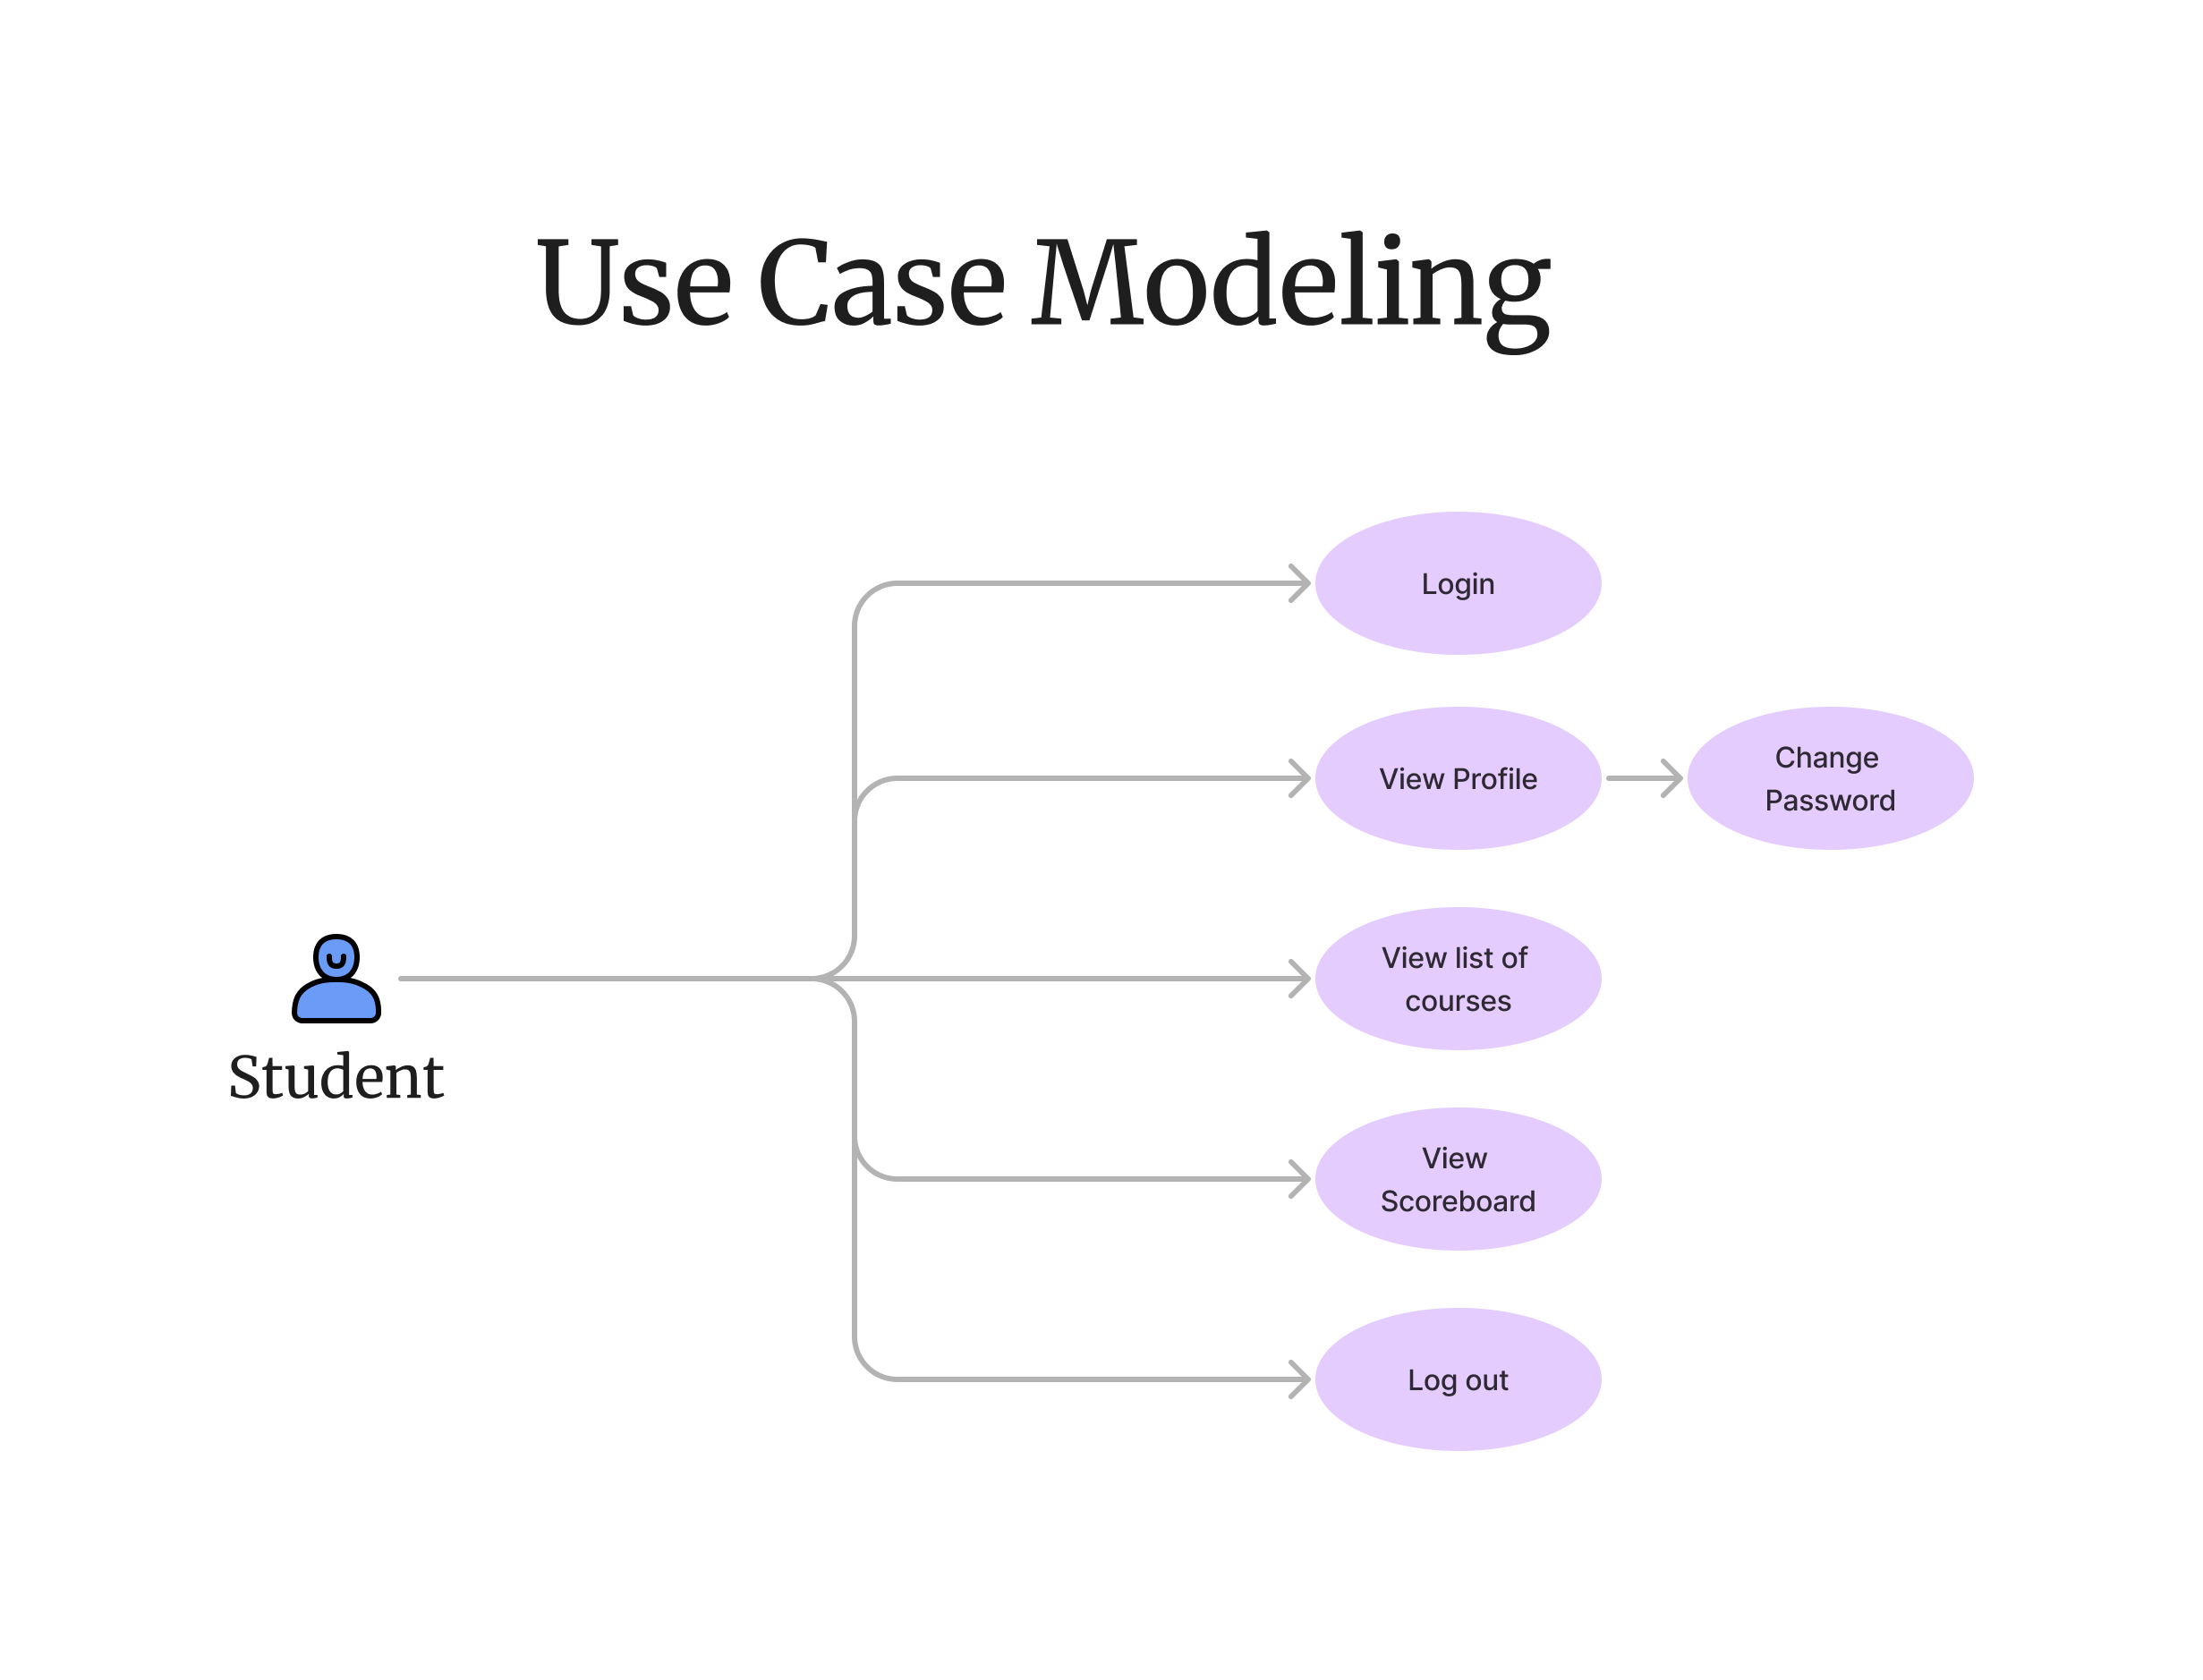 Use Case Modeling
Login
View Profile
Change
Password
View list of
courses
Student
View
Scoreboard
Log out